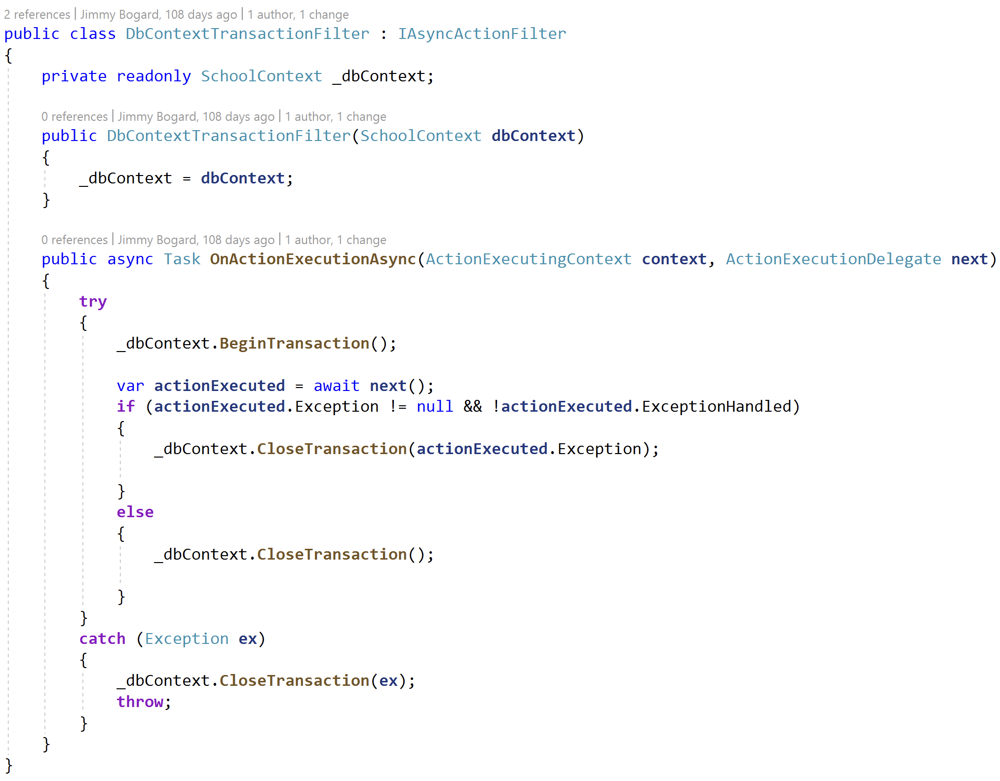 2 references | Jimmy Bogard, 108 days ago | 1 author, 1 change
public class DbContextTransactionFilter : IAsyncActionFilter
{
    private readonly SchoolContext _dbContext;
    0 references | Jimmy Bogard, 108 days ago | 1 author, 1 change
    public DbContextTransactionFilter(SchoolContext dbContext)
    {
        _dbContext = dbContext;
    }
    0 references | Jimmy Bogard, 108 days ago | 1 author, 1 change
    public async Task OnActionExecutionAsync(ActionExecutingContext context, ActionExecutionDelegate next)
    {
        try
        {
            _dbContext.BeginTransaction();
            var actionExecuted = await next();
            if (actionExecuted.Exception != null && !actionExecuted.ExceptionHandled)
            {
                _dbContext.CloseTransaction(actionExecuted.Exception);
            }
            else
            {
                _dbContext.CloseTransaction();
            }
        }
        catch (Exception ex)
        {
            _dbContext.CloseTransaction(ex);
            throw;
        }
    }
}